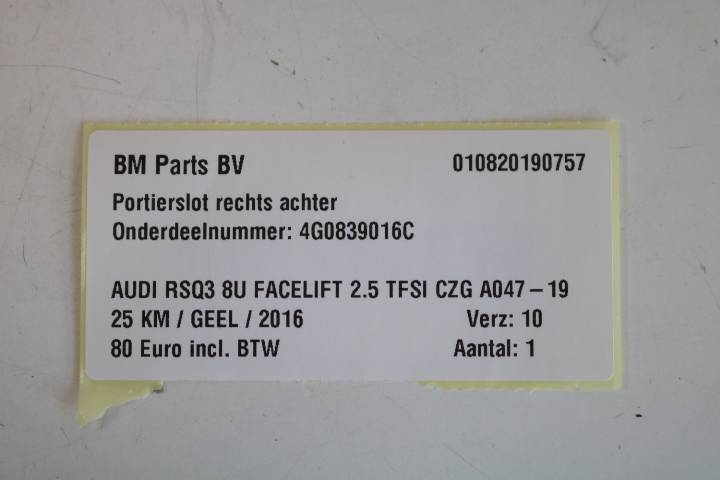 BM Parts BV 010820190757
Portierslot rechts achter
Onderdeelnummer: 4G0839016C
AUDI RSQ3 8U FACELIFT 2.5 TFSI CZG A047 – 19
25 KM / GEEL / 2016 Verz: 10
80 Euro incl. BTW Aantal: 1